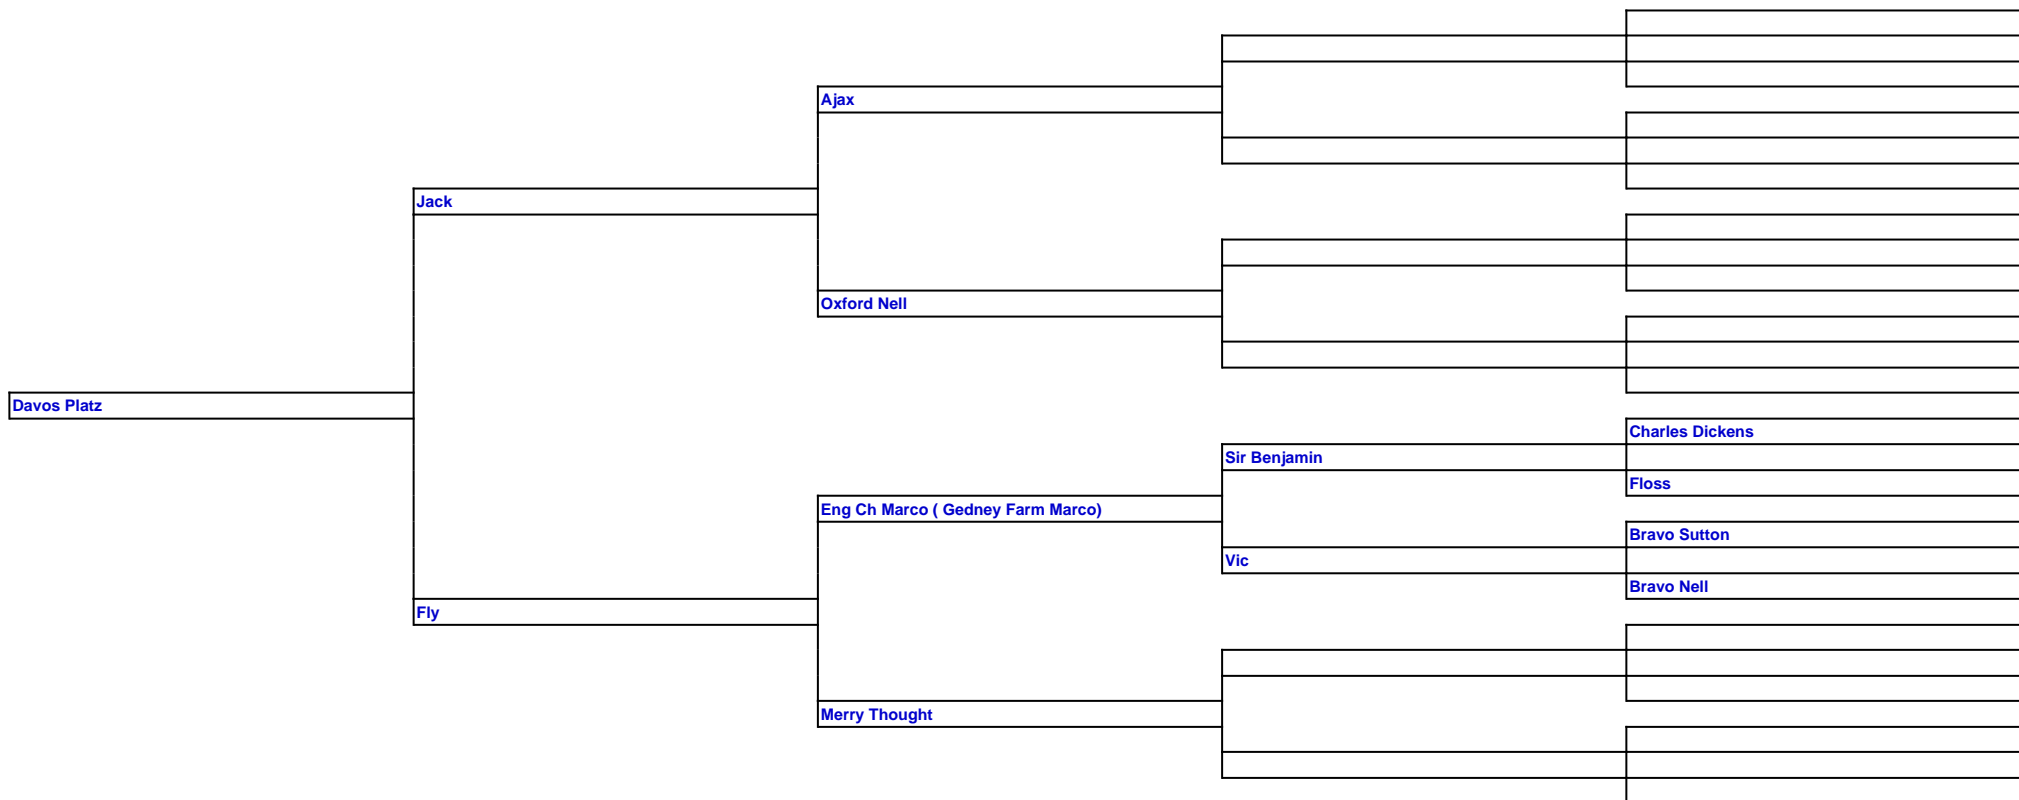 Ajax
Jack
Oxford Nell
Davos Platz
Charles Dickens
Sir Benjamin
Floss
Eng Ch Marco ( Gedney Farm Marco)
Bravo Sutton
Vic
Bravo Nell
Fly
Merry Thought